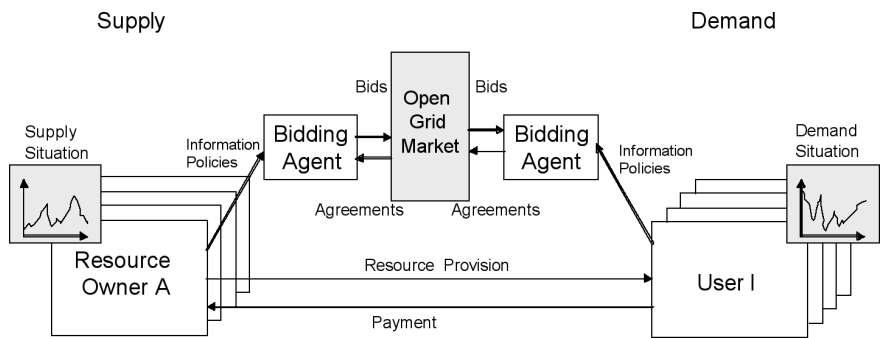 Supply
Demand
Bids
Bids
Open
Grid
Market
Supply
Situation
Information
Policies
Bidding
Agent
Bidding
Agent
Information
Policies
Demand
Situation
Agreements
Agreements
Resource
Owner A
Resource Provision
User I
Payment